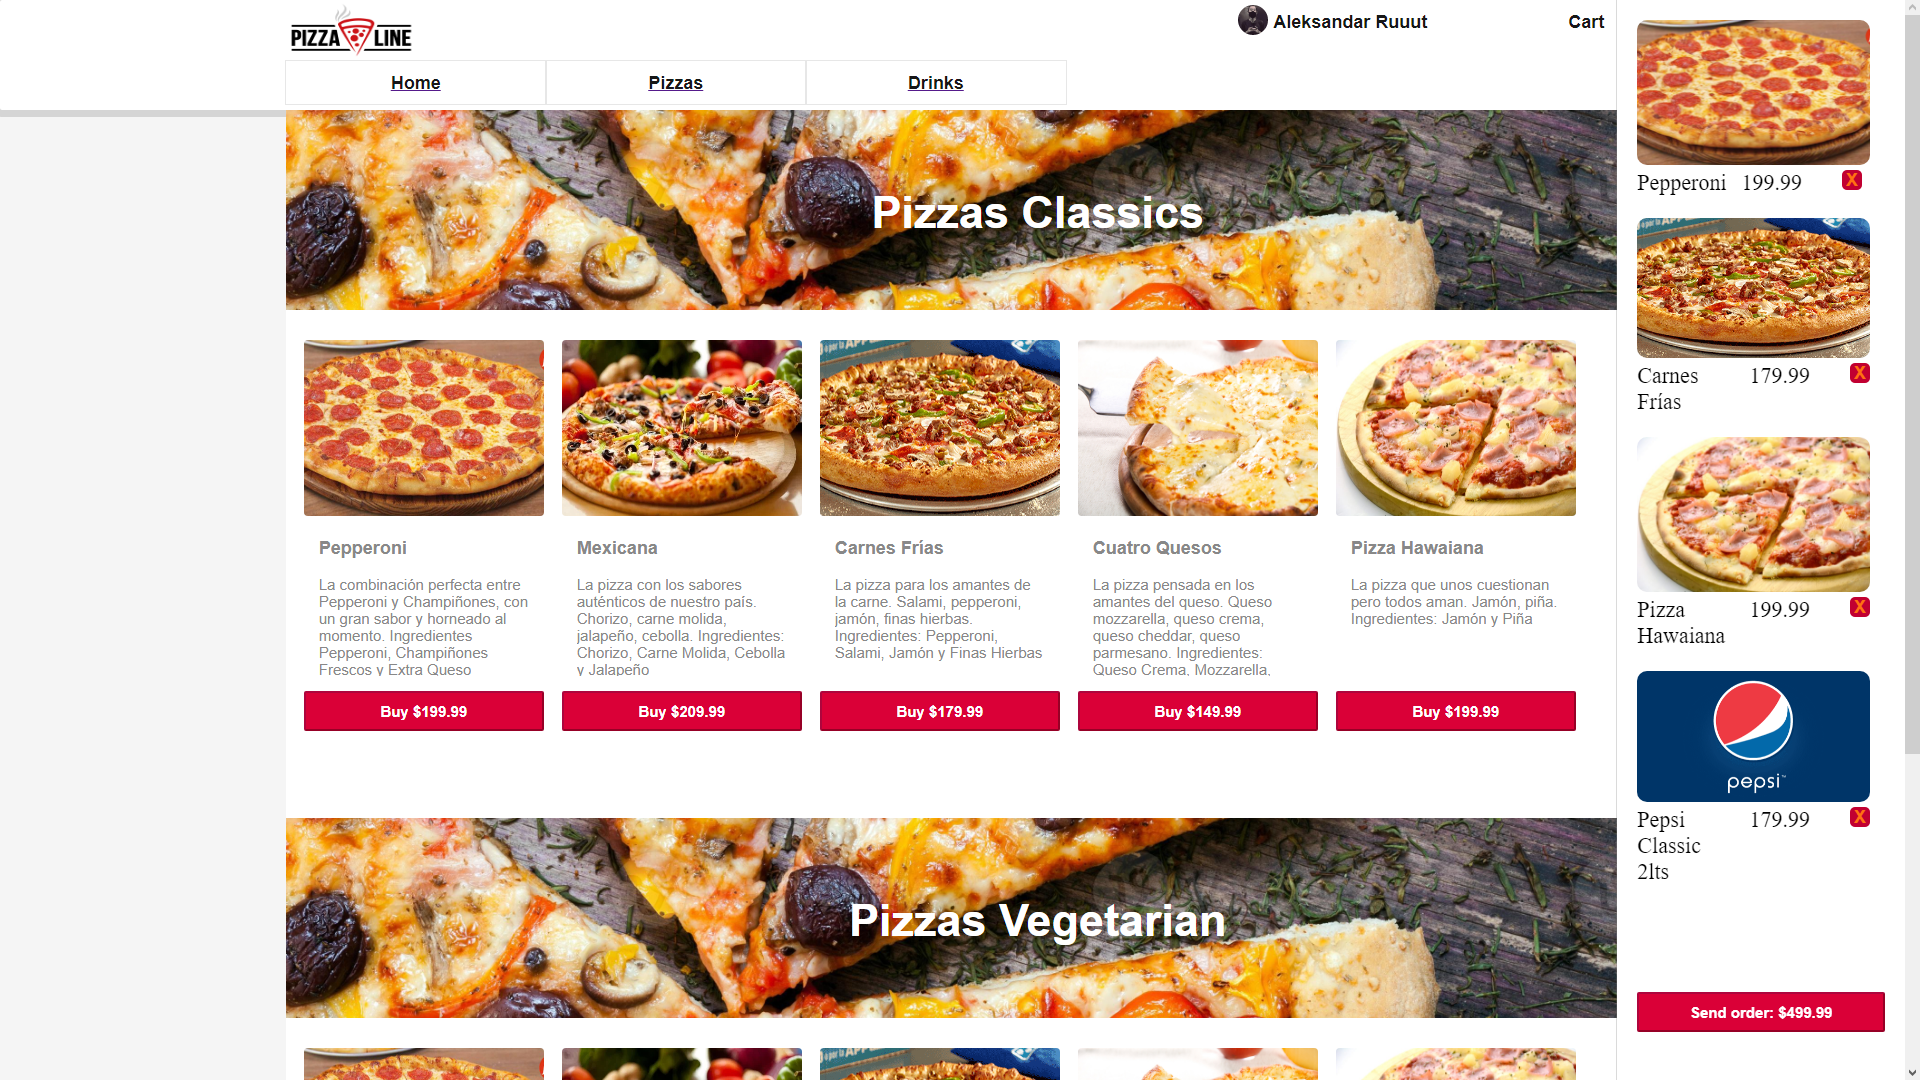 PIZZA LINE
Aleksandar Ruuut
Cart
Home
Pizzas
Drinks
Pizzas Classics
Pepperoni
La combinación perfecta entre
Pepperoni y Champiñones, con
un gran sabor y horneado al
momento. Ingredientes
Pepperoni, Champiñones
Frescos y Extra Queso
Buy $199.99
Mexicana
La pizza con los sabores
auténticos de nuestro país.
Chorizo, carne molida,
jalapeño, cebolla. Ingredientes:
Chorizo, Carne Molida, Cebolla
y Jalapeño
Buy $209.99
Carnes Frías
La pizza para los amantes de
la carne. Salami, pepperoni,
jamón, finas hierbas.
Ingredientes: Pepperoni,
Salami, Jamón y Finas Hierbas
Buy $179.99
Cuatro Quesos
La pizza pensada en los
amantes del queso. Queso
mozzarella, queso crema,
queso cheddar, queso
parmesano. Ingredientes:
Queso Crema, Mozzarella,
Buy $149.99
Pizza Hawaiana
La pizza que unos cuestionan
pero todos aman. Jamón, piña.
Ingredientes: Jamón y Piña
Buy $199.99
Pizzas Vegetarian
Pepperoni 199.99 X
Carnes 179.99 X
Frías
Pizza 199.99 X
Hawaiana
pepsi
Pepsi 179.99 X
Classic
2lts
Send order: $499.99